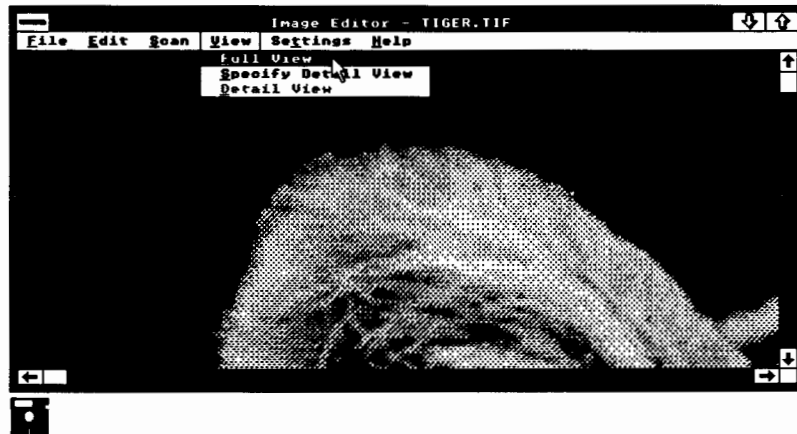 Image Editor - TIGER.TIF
File Edit Scan View Settings Help
Full View
Specify Detail View
Detail View